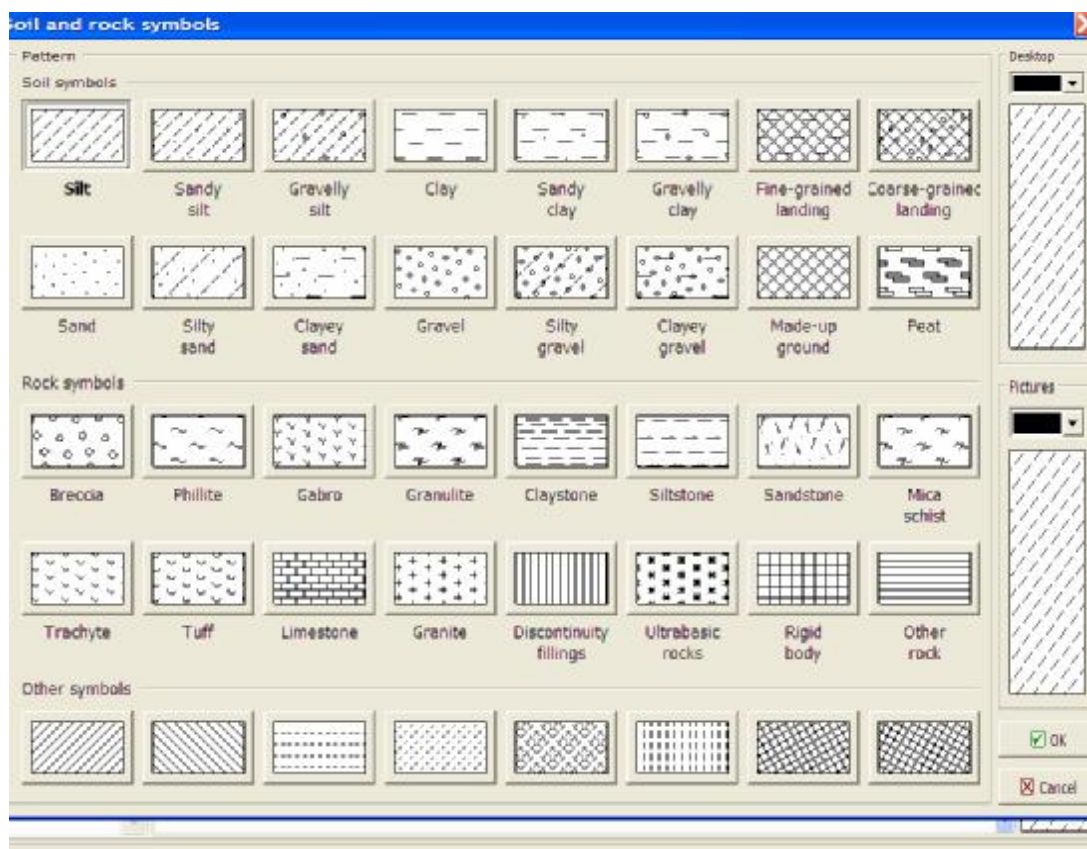 Soil and rock symbols
Pattern
Desktop
Soil symbols
Silt
Sandy silt
Gravelly silt
Clay
Sandy clay
Gravelly clay
Fine-grained landing
Coarse-grained landing
Sand
Silty sand
Clayey sand
Gravel
Silty gravel
Clayey gravel
Made-up ground
Peat
Rock symbols
Pictures
Breccia
Phillite
Gabro
Granulite
Claystone
Siltstone
Sandstone
Mica schist
Trachyte
Tuff
Limestone
Granite
Discontinuity fillings
Ultrabasic rocks
Rigid body
Other rock
Other symbols
OK
Cancel